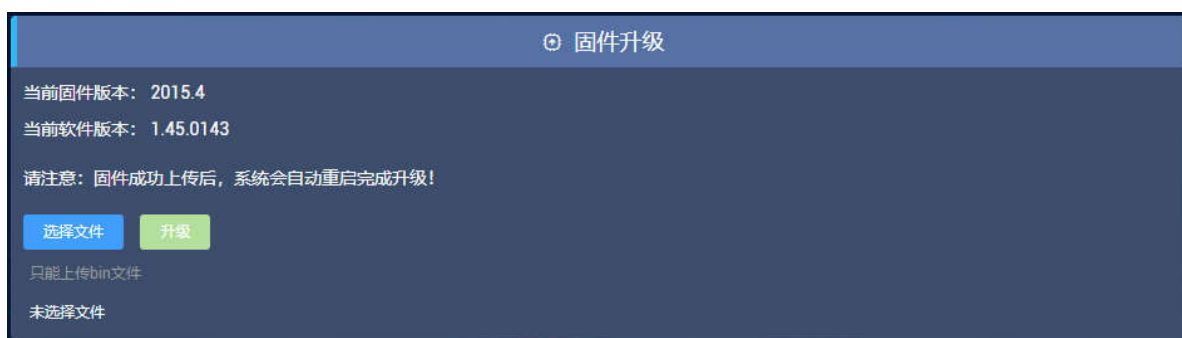 固件升级
当前固件版本： 2015.4
当前软件版本： 1.45.0143
请注意：固件成功上传后，系统会自动重启完成升级！
选择文件 升级
只能上传bin文件
未选择文件